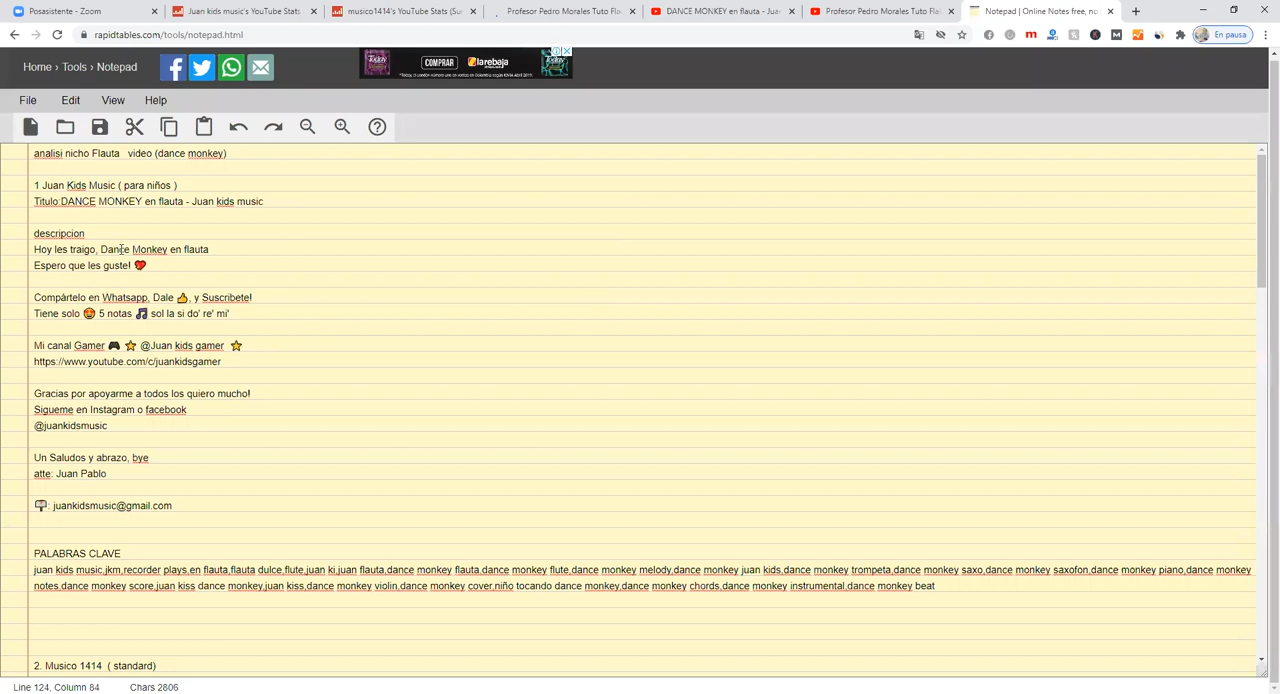 Posasistente - Zoom
Juan kids music's YouTube Stats
musico1414's YouTube Stats (Su
Profesor Pedro Morales Tuto Fla
DANCE MONKEY en flauta - Jua
Profesor Pedro Morales Tuto Fla
Notepad | Online Notes free, nu
rapidtables.com/tools/notepad.html
En pausa
Home › Tools › Notepad
Today
COMPRAR
larebaja
File Edit View Help
analisi nicho Flauta video (dance monkey)
1 Juan Kids Music ( para niños )
Titulo:DANCE MONKEY en flauta - Juan kids music
descripcion
Hoy les traigo, Dance Monkey en flauta
Espero que les guste! ❤
Compártelo en Whatsapp, Dale 👍, y Suscribete!
Tiene solo 🤩 5 notas 🎵 sol la si do' re' mi'
Mi canal Gamer 🎮 ⭐ @Juan kids gamer ⭐
https://www.youtube.com/c/juankidsgamer
Gracias por apoyarme a todos los quiero mucho!
Sigueme en Instagram o facebook
@juankidsmusic
Un Saludos y abrazo, bye
atte: Juan Pablo
📪: juankidsmusic@gmail.com
PALABRAS CLAVE
juan kids music,jkm,recorder plays,en flauta,flauta dulce,flute,juan ki,juan flauta,dance monkey flauta,dance monkey flute,dance monkey melody,dance monkey juan kids,dance monkey trompeta,dance monkey saxo,dance monkey saxofon,dance monkey piano,dance monkey
notes,dance monkey score,juan kiss dance monkey,juan kiss,dance monkey violin,dance monkey cover,niño tocando dance monkey,dance monkey chords,dance monkey instrumental,dance monkey beat
2. Musico 1414 ( standard)
Line 124, Column 84 Chars 2806